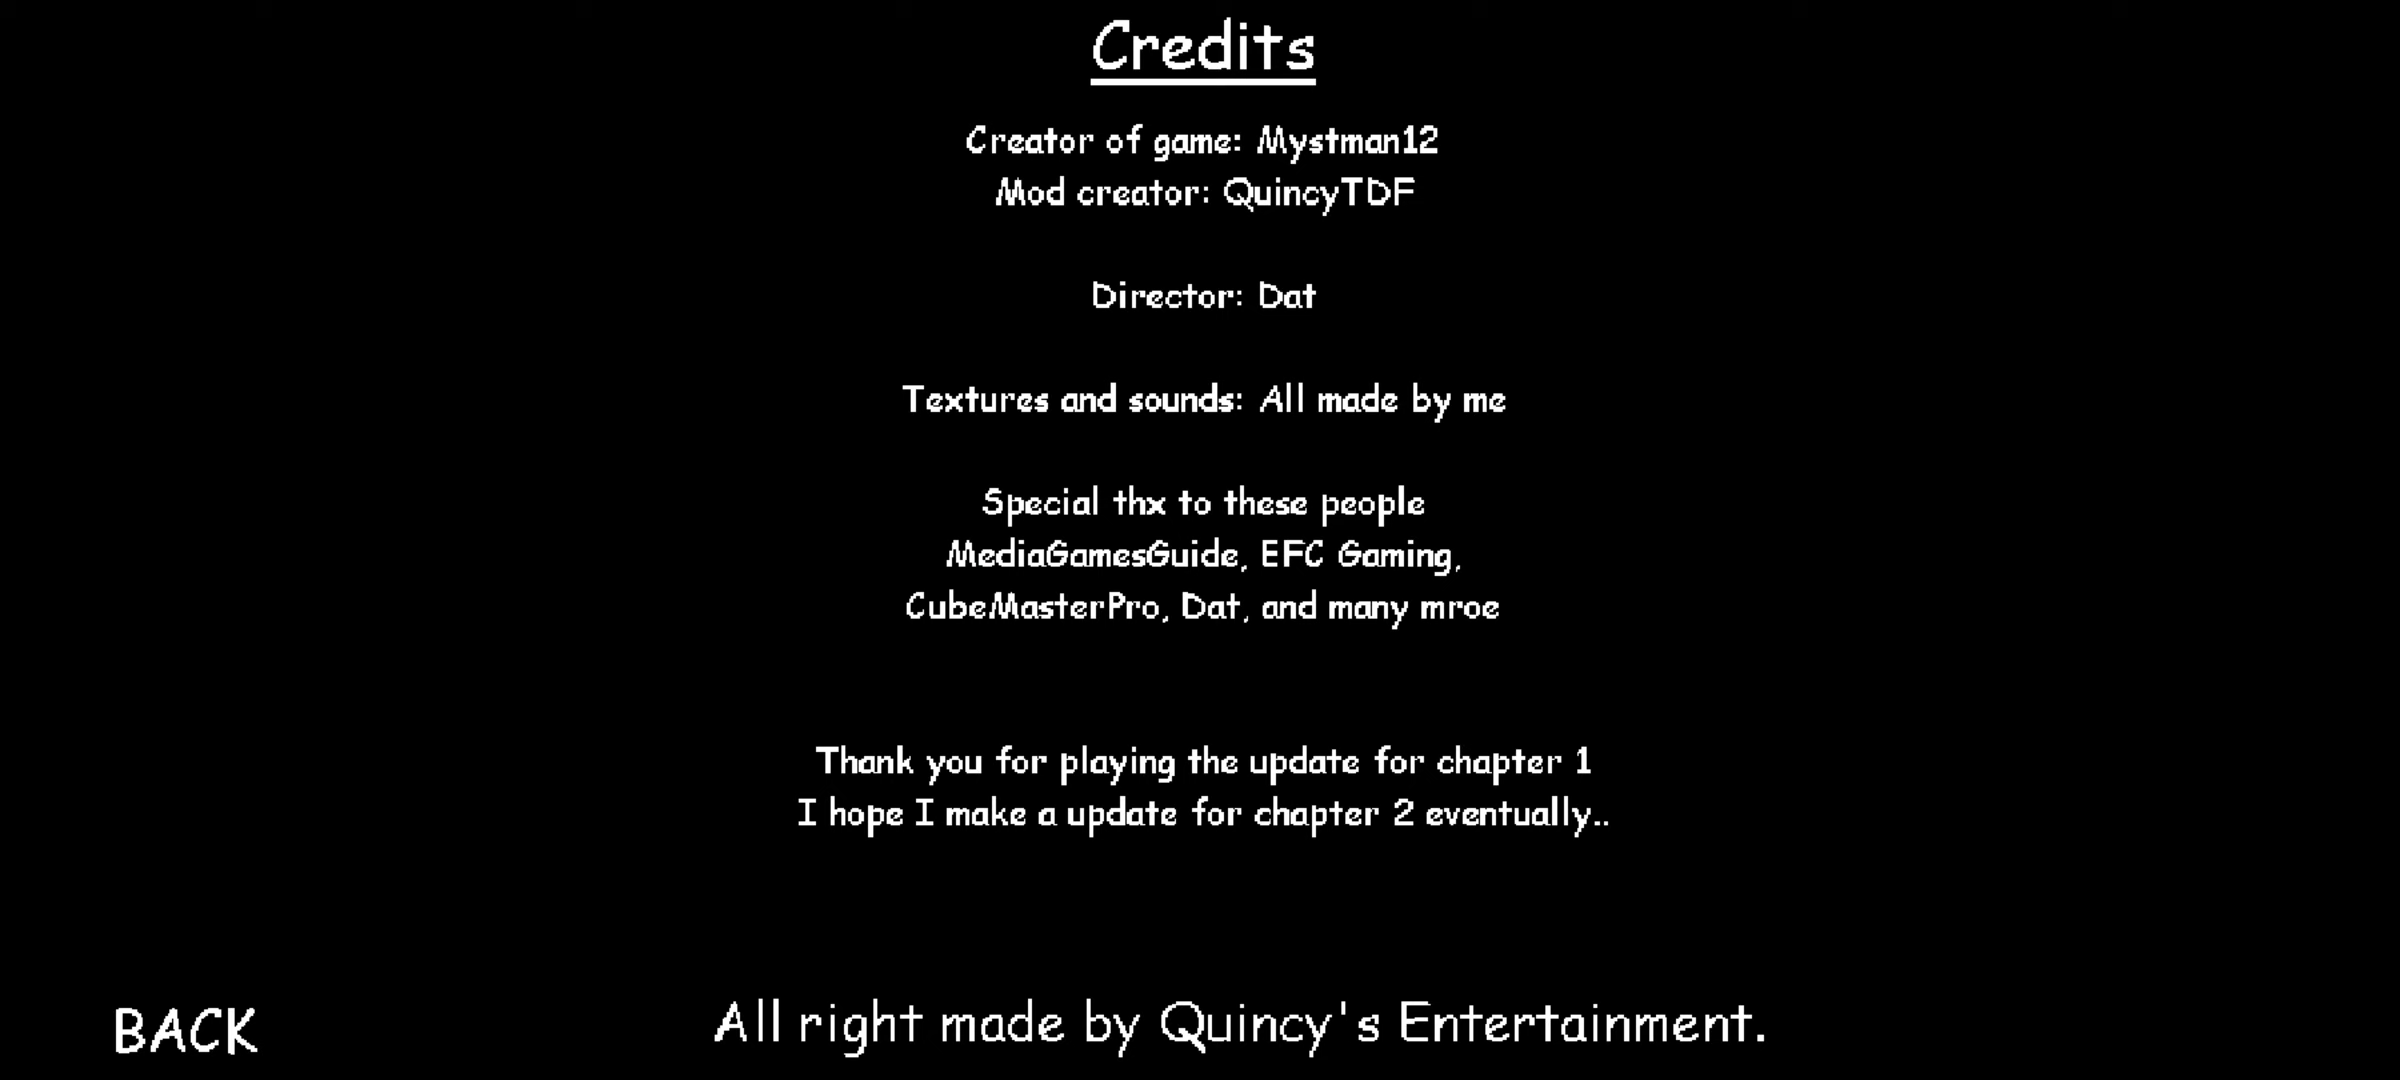 Credits
Creator of game: Mystman12
Mod creator: QuincyTDF
Director: Dat
Textures and sounds: All made by me
Special thx to these people
MediaGamesGuide, EFC Gaming,
CubeMasterPro, Dat, and many mroe
Thank you for playing the update for chapter 1
I hope I make a update for chapter 2 eventually..
BACK
All right made by Quincy's Entertainment.